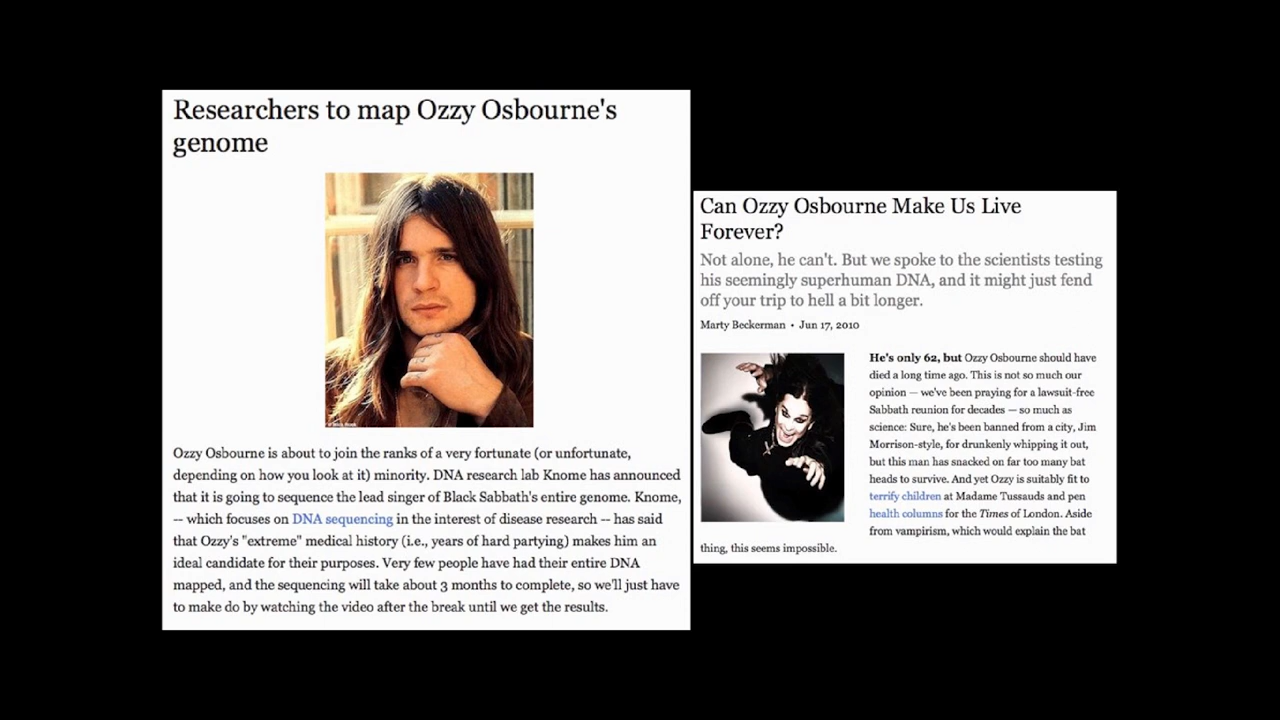 Researchers to map Ozzy Osbourne's
genome
Ozzy Osbourne is about to join the ranks of a very fortunate (or unfortunate,
depending on how you look at it) minority. DNA research lab Knome has announced
that it is going to sequence the lead singer of Black Sabbath's entire genome. Knome,
-- which focuses on DNA sequencing in the interest of disease research -- has said
that Ozzy's "extreme" medical history (i.e., years of hard partying) makes him an
ideal candidate for their purposes. Very few people have had their entire DNA
mapped, and the sequencing will take about 3 months to complete, so we'll just have
to make do by watching the video after the break until we get the results.
Can Ozzy Osbourne Make Us Live
Forever?
Not alone, he can't. But we spoke to the scientists testing
his seemingly superhuman DNA, and it might just fend
off your trip to hell a bit longer.
Marty Beckerman • Jun 17, 2010
He's only 62, but Ozzy Osbourne should have
died a long time ago. This is not so much our
opinion — we've been praying for a lawsuit-free
Sabbath reunion for decades — so much as
science: Sure, he's been banned from a city, Jim
Morrison-style, for drunkenly whipping it out,
but this man has snacked on far too many bat
heads to survive. And yet Ozzy is suitably fit to
terrify children at Madame Tussauds and pen
health columns for the Times of London. Aside
from vampirism, which would explain the bat
thing, this seems impossible.